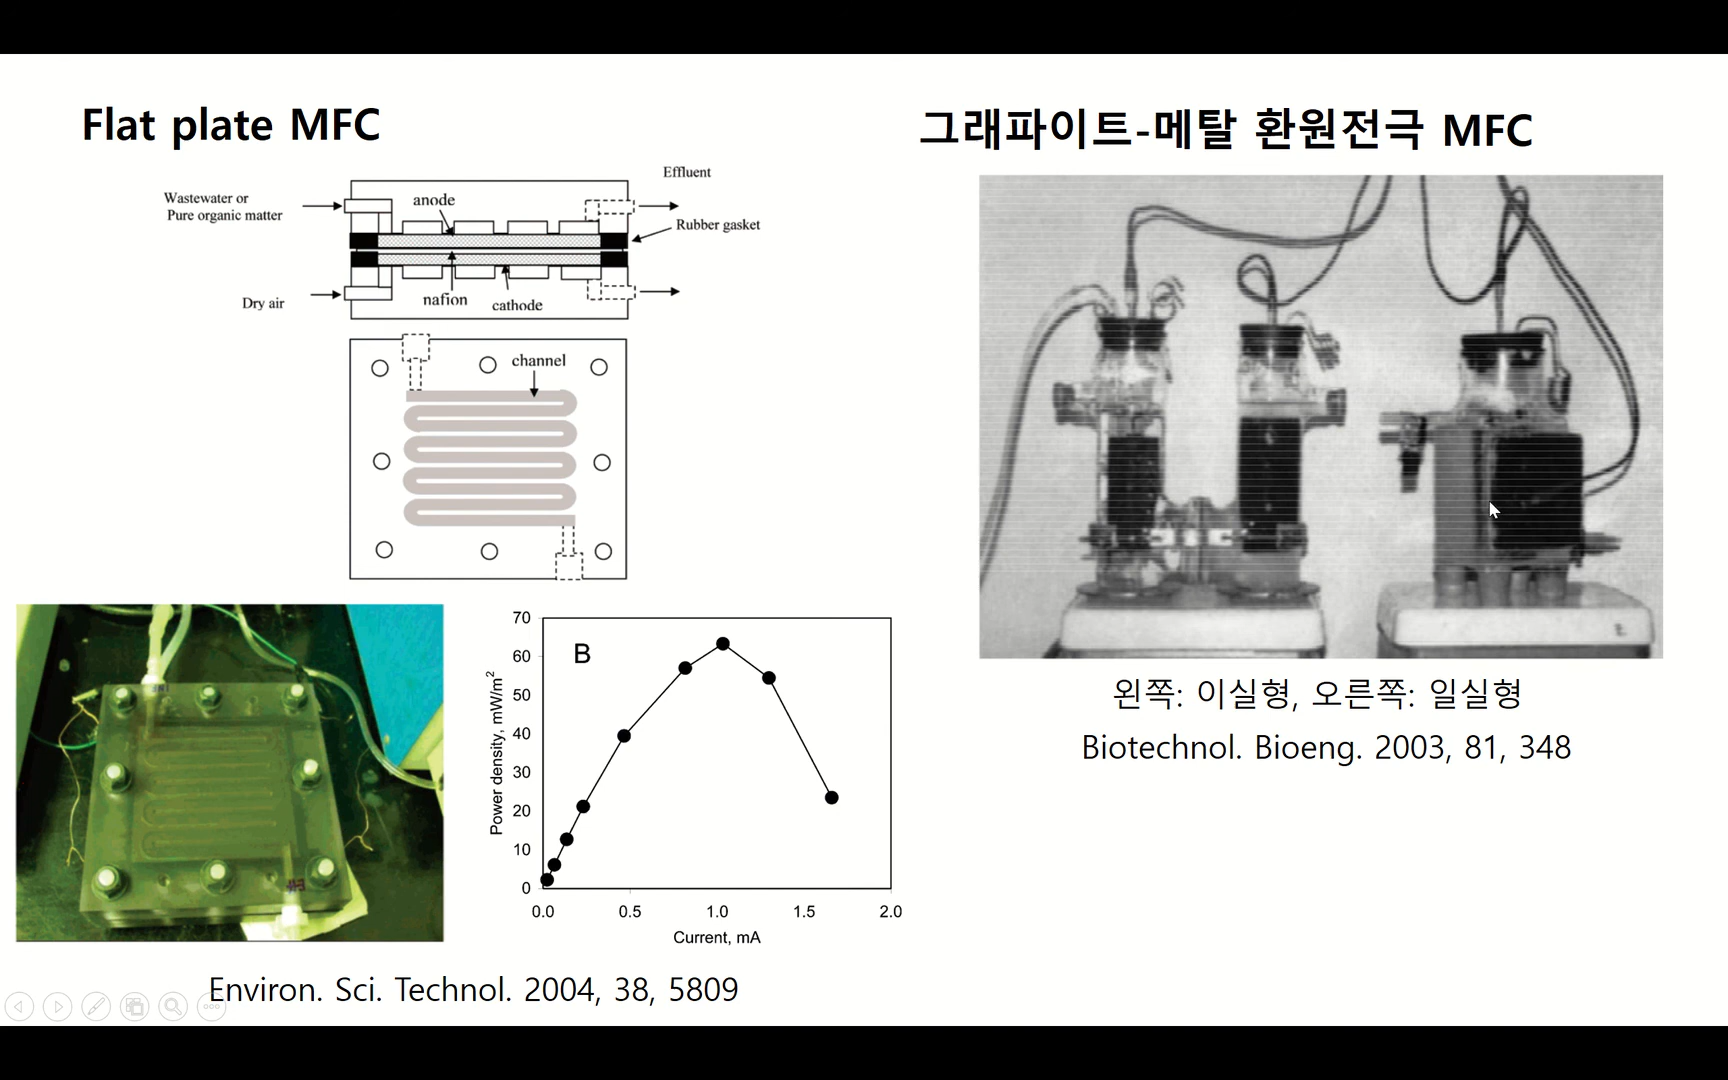 Flat plate MFC
Wastewater or
Pure organic matter
anode
Effluent
Rubber gasket
Dry air
nafion
cathode
channel
70
60
50
40
30
20
10
0
B
Power density, mW/m2
0.0 0.5 1.0 1.5 2.0
Current, mA
Environ. Sci. Technol. 2004, 38, 5809
그래파이트-메탈 환원전극 MFC
왼쪽: 이실형, 오른쪽: 일실형
Biotechnol. Bioeng. 2003, 81, 348